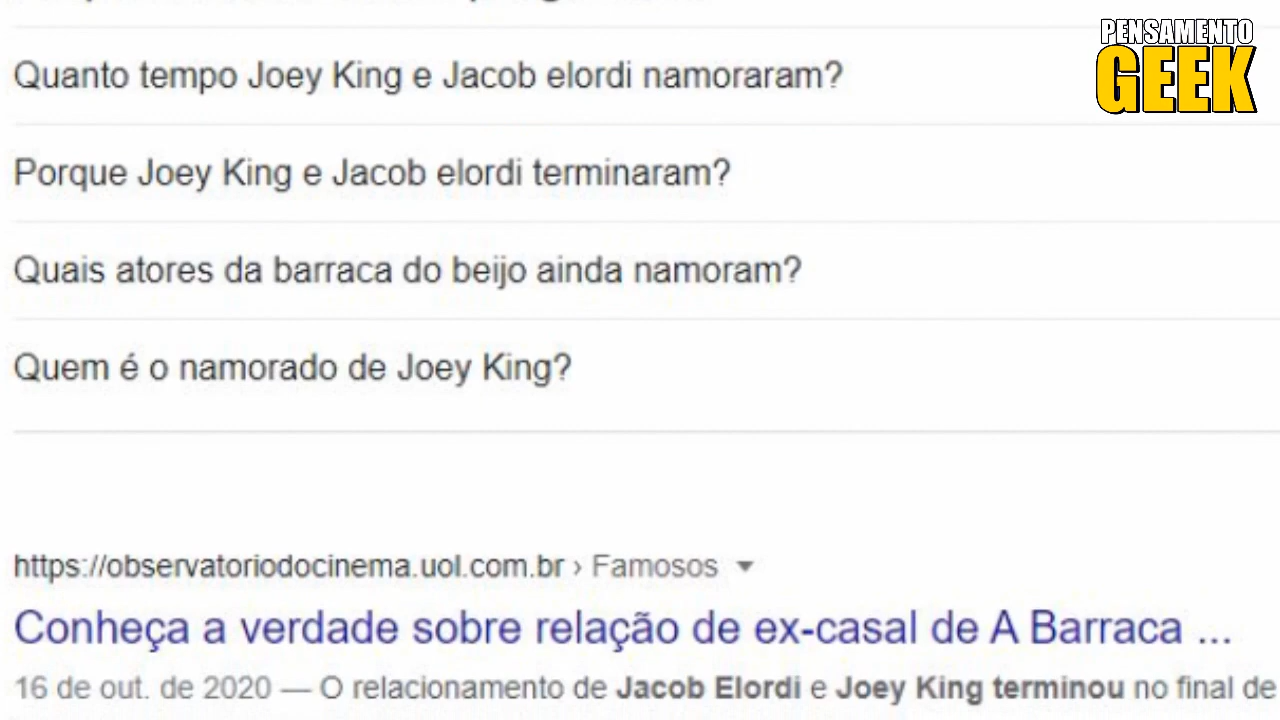 PENSAMENTO
GEEK
Quanto tempo Joey King e Jacob elordi namoraram?
Porque Joey King e Jacob elordi terminaram?
Quais atores da barraca do beijo ainda namoram?
Quem é o namorado de Joey King?
https://observatoriodocinema.uol.com.br › Famosos
Conheça a verdade sobre relação de ex-casal de A Barraca ...
16 de out. de 2020 — O relacionamento de Jacob Elordi e Joey King terminou no final de